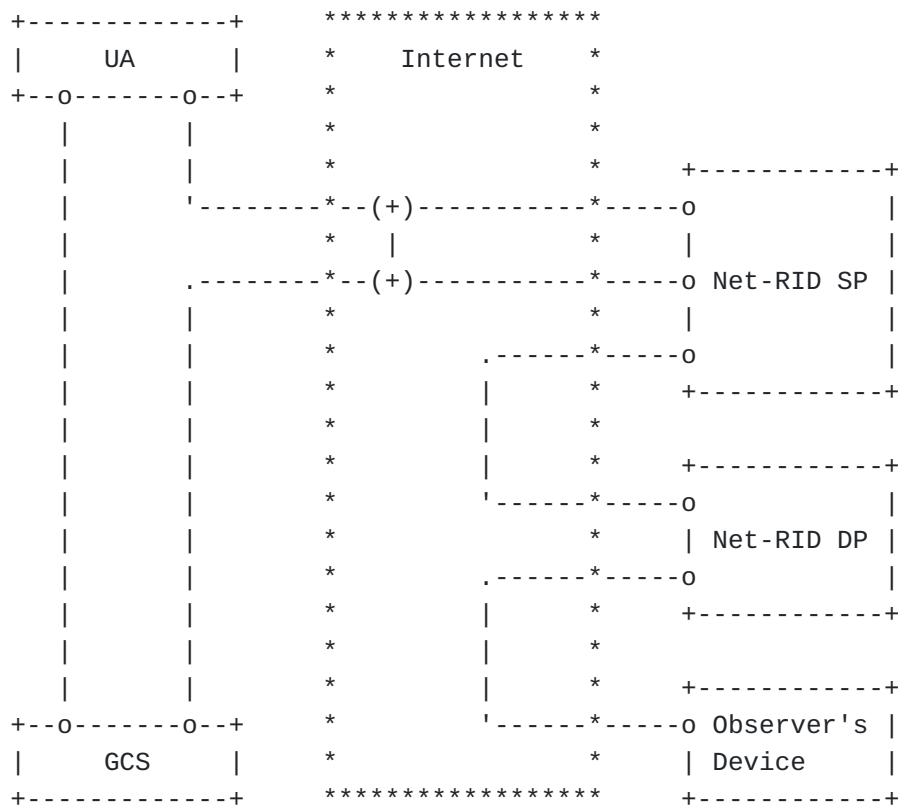 +-------------+     ******************
|     UA      |     *    Internet    *
+--o-------o--+     *                *
   |       |        *                *
   |       |        *                *     +------------+
   |       '--------*--(+)-----------*-----o            |
   |                *   |            *     |            |
   |       .--------*--(+)-----------*-----o Net-RID SP |
   |       |        *                *     |            |
   |       |        *         .------*-----o            |
   |       |        *         |      *     +------------+
   |       |        *         |      *
   |       |        *         |      *     +------------+
   |       |        *         '------*-----o            |
   |       |        *                *     | Net-RID DP |
   |       |        *         .------*-----o            |
   |       |        *         |      *     +------------+
   |       |        *         |      *
   |       |        *         |      *     +------------+
+--o-------o--+     *         '------*-----o Observer's |
|     GCS     |     *                *     | Device     |
+-------------+     ******************     +------------+